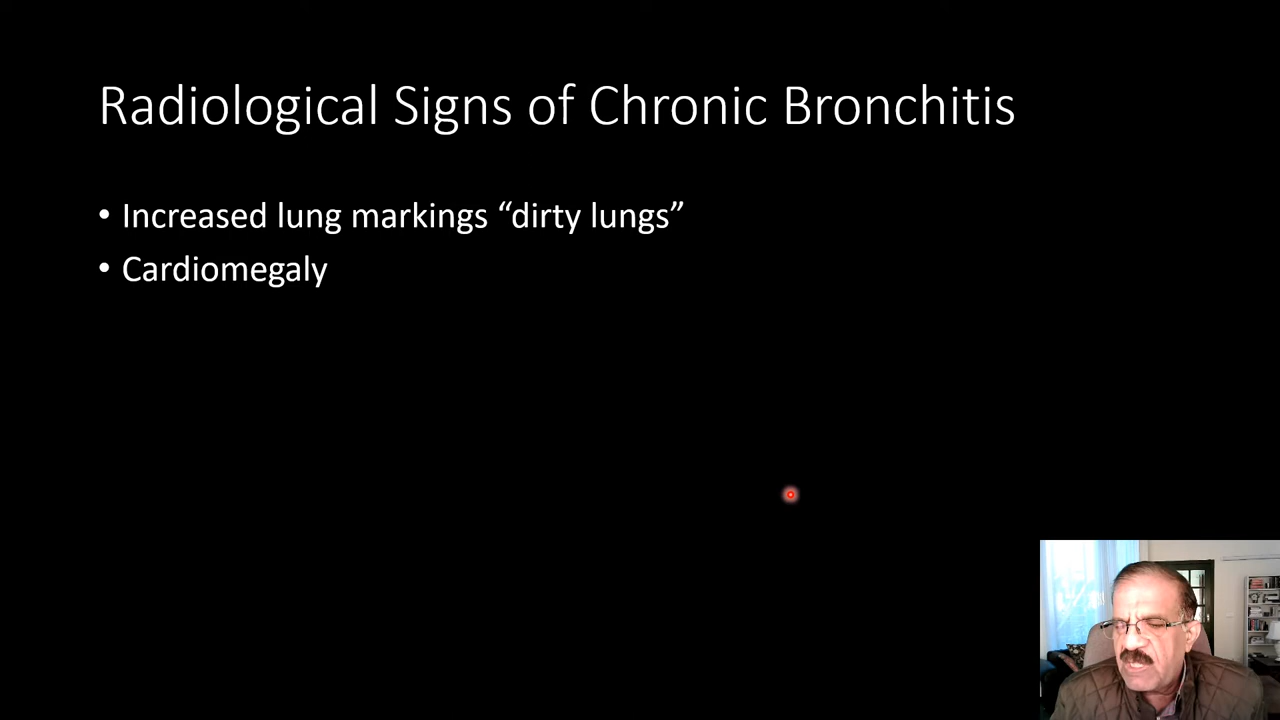 Radiological Signs of Chronic Bronchitis
• Increased lung markings “dirty lungs”
• Cardiomegaly